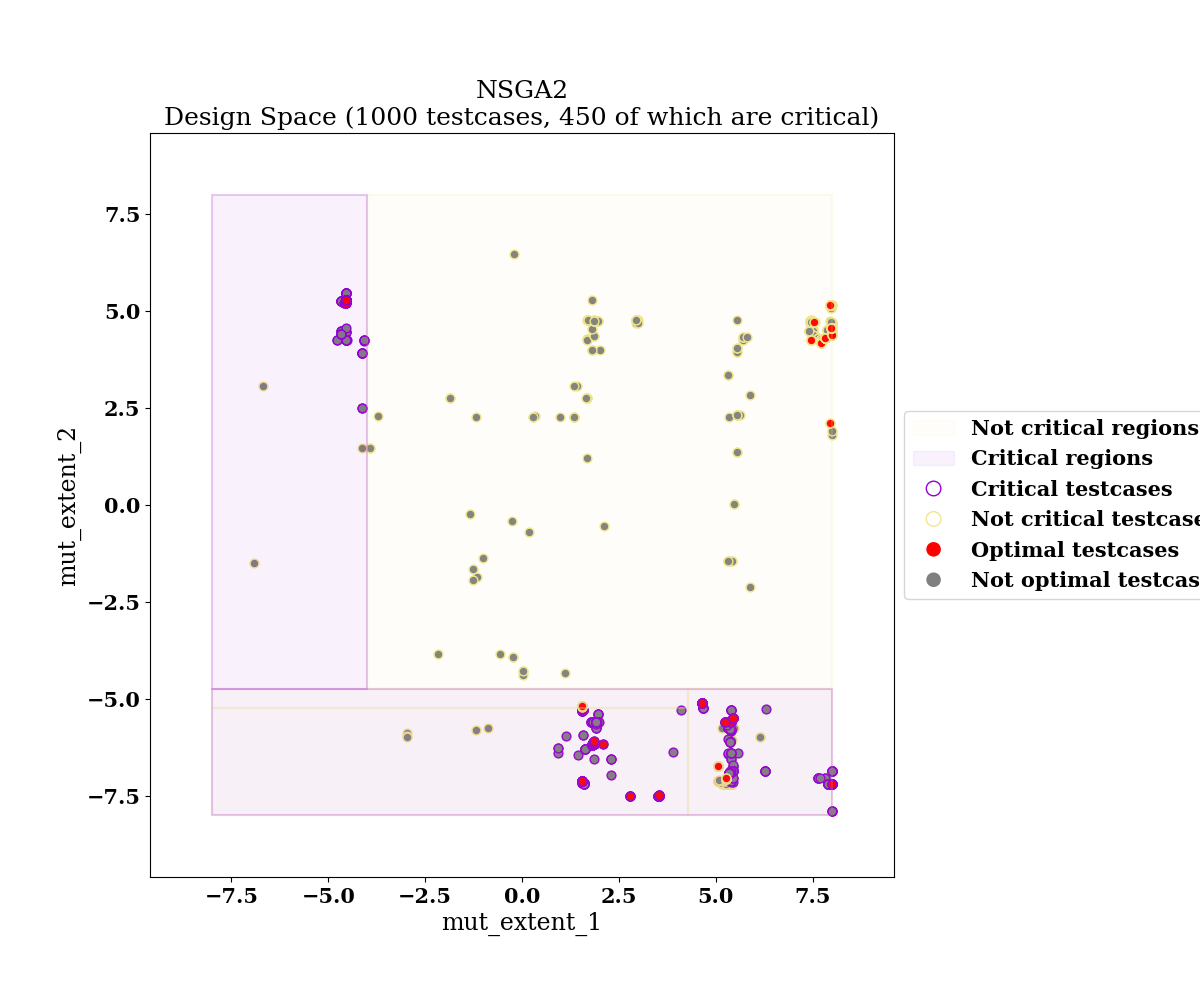 NSGA2
Design Space (1000 testcases, 450 of which are critical)
7.5
5.0
2.5
0.0
−2.5
−5.0
−7.5
mut_extent_2
−7.5 −5.0 −2.5 0.0 2.5 5.0 7.5
mut_extent_1
Not critical regions
Critical regions
Critical testcases
Not critical testcase
Optimal testcases
Not optimal testcas